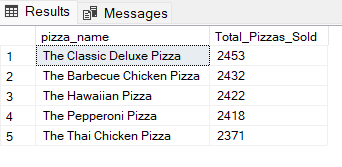 Results Messages
pizza_name Total_Pizzas_Sold
1 The Classic Deluxe Pizza 2453
2 The Barbecue Chicken Pizza 2432
3 The Hawaiian Pizza 2422
4 The Pepperoni Pizza 2418
5 The Thai Chicken Pizza 2371